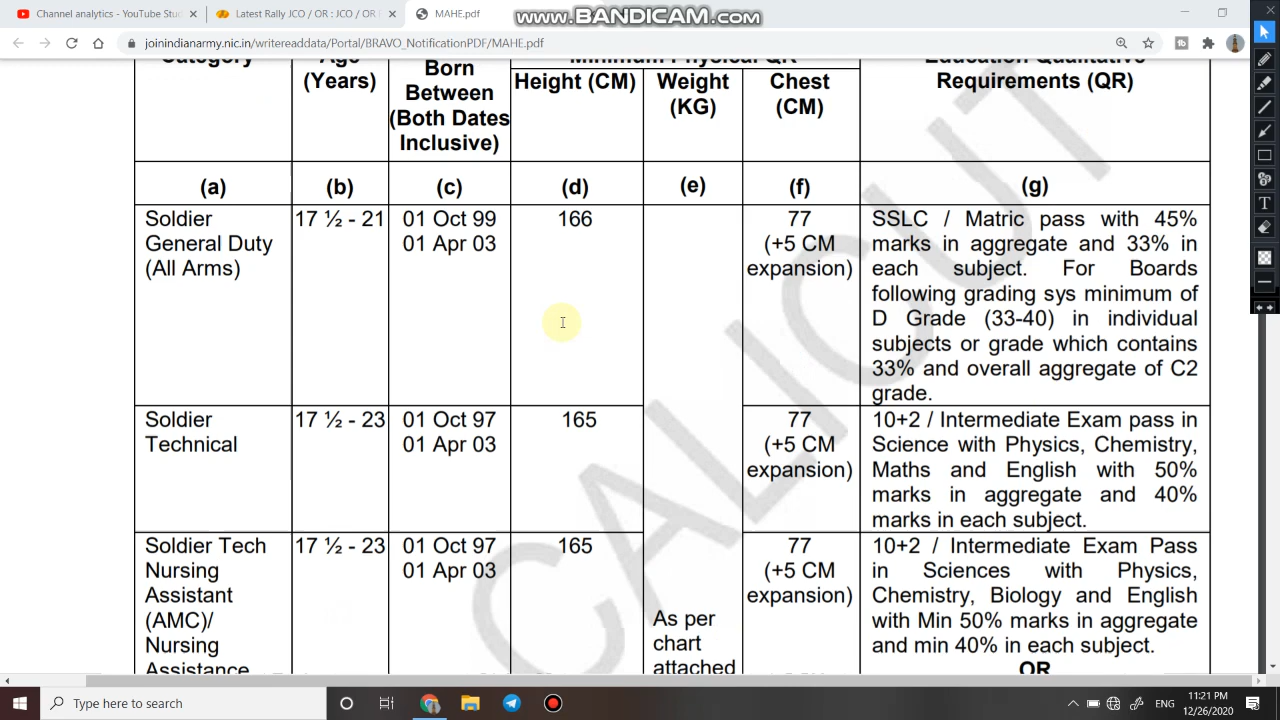 Channel analytics - YouTube Stud
Latest Rally JCO / OR : JCO / OR
MAHE.pdf
www.BANDICAM.com
joinindianarmy.nic.in/writereaddata/Portal/BRAVO_NotificationPDF/MAHE.pdf
Category
Age
(Years)
Born
Between
(Both Dates
Inclusive)
Minimum Physical QR
Height (CM)
Weight
(KG)
Chest
(CM)
Education Qualitative
Requirements (QR)
(a) (b) (c) (d) (e) (f) (g)
Soldier
General Duty
(All Arms)
17 ½ - 21
01 Oct 99
01 Apr 03
166
77
(+5 CM
expansion)
SSLC / Matric pass with 45%
marks in aggregate and 33% in
each subject. For Boards
following grading sys minimum of
D Grade (33-40) in individual
subjects or grade which contains
33% and overall aggregate of C2
grade.
Soldier
Technical
17 ½ - 23
01 Oct 97
01 Apr 03
165
77
(+5 CM
expansion)
10+2 / Intermediate Exam pass in
Science with Physics, Chemistry,
Maths and English with 50%
marks in aggregate and 40%
marks in each subject.
Soldier Tech
Nursing
Assistant
(AMC)/
Nursing
Assistance
17 ½ - 23
01 Oct 97
01 Apr 03
165
As per
chart
attached
77
(+5 CM
expansion)
10+2 / Intermediate Exam Pass
in Sciences with Physics,
Chemistry, Biology and English
with Min 50% marks in aggregate
and min 40% in each subject.
OR
CALICUT
Type here to search
ENG
11:21 PM
12/26/2020